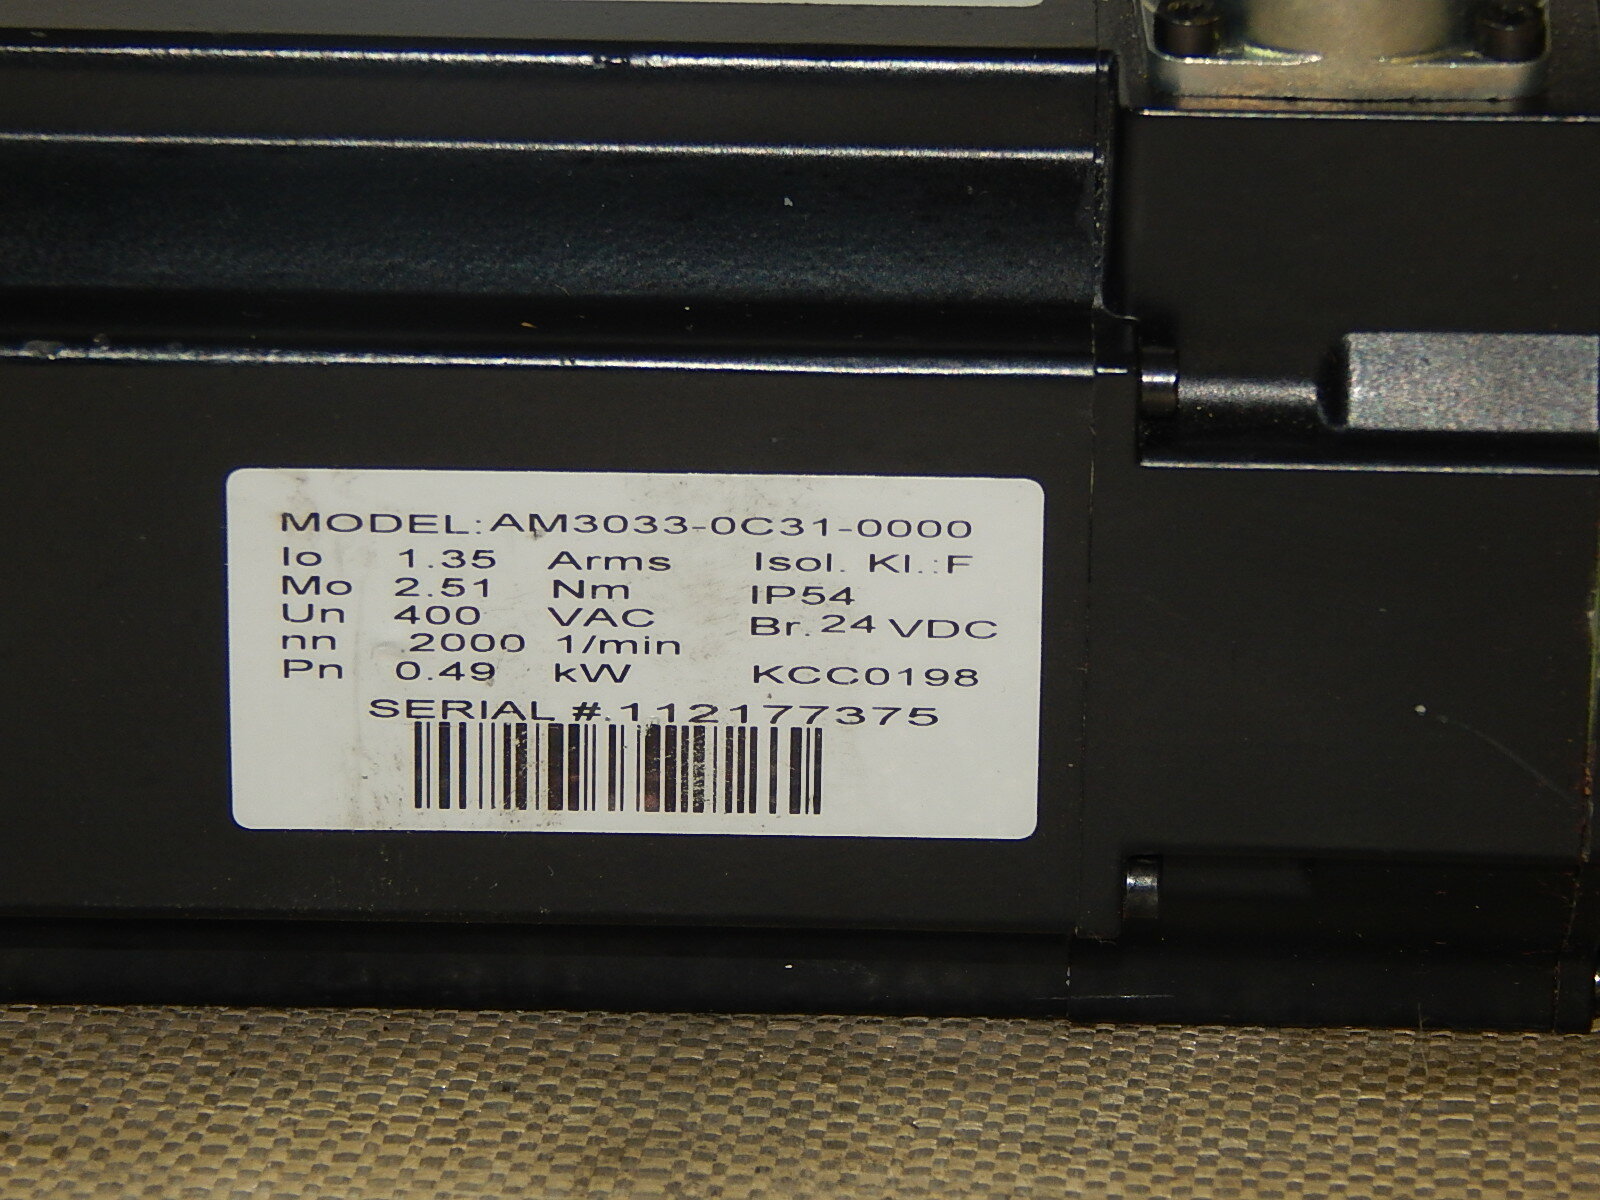 MODEL: AM3033-0C31-0000
Io 1.35 Arms Isol. Kl.:F
Mo 2.51 Nm IP54
Un 400 VAC Br. 24 VDC
nn 2000 1/min
Pn 0.49 kW KCC0198
SERIAL #. 112177375